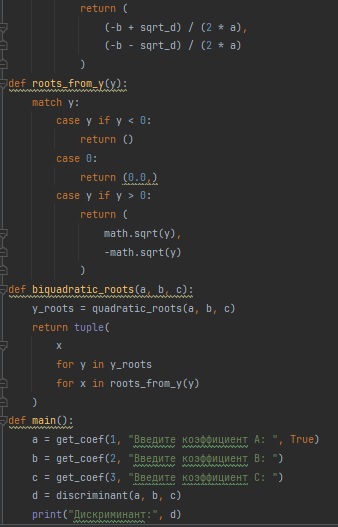 return (
(-b + sqrt_d) / (2 * a),
(-b - sqrt_d) / (2 * a)
)
def roots_from_y(y):
match y:
case y if y < 0:
return ()
case 0:
return (0.0,)
case y if y > 0:
return (
math.sqrt(y),
-math.sqrt(y)
)
def biquadratic_roots(a, b, c):
y_roots = quadratic_roots(a, b, c)
return tuple(
x
for y in y_roots
for x in roots_from_y(y)
)
def main():
a = get_coef(1, "Введите коэффициент A: ", True)
b = get_coef(2, "Введите коэффициент B: ")
c = get_coef(3, "Введите коэффициент C: ")
d = discriminant(a, b, c)
print("Дискриминант:", d)